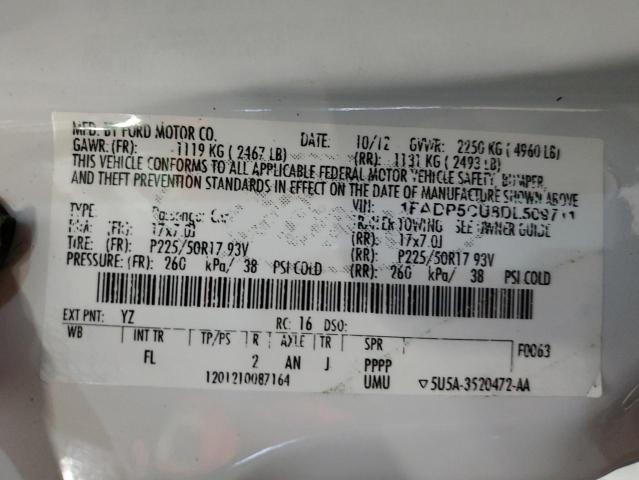 MFD. BY FORD MOTOR CO. DATE: 10/12 GVWR: 2250 KG (4960 LB)
GAWR: (FR): 1119 KG (2467 LB) (RR): 1131 KG (2493 LB)
THIS VEHICLE CONFORMS TO ALL APPLICABLE FEDERAL MOTOR VEHICLE SAFETY, BUMPER,
AND THEFT PREVENTION STANDARDS IN EFFECT ON THE DATE OF MANUFACTURE SHOWN ABOVE
VIN:
TYPE: Passenger Car TRAILER TOWING - SEE OWNER GUIDE
(FR): 17x7.0J (RR): 17x7.0J
TIRE: (FR): P225/50R17 93V (RR): P225/50R17 93V
PRESSURE: (FR): 260 kPa/ 38 PSI COLD (RR): 260 kPa/ 38 PSI COLD
EXT PNT: YZ RC: 16 DSO:
WB INT TR TP/PS R AXLE TR SPR F0063
FL 2 AN J PPPP
1201210087164 UMU ▽5U5A-3520472-AA